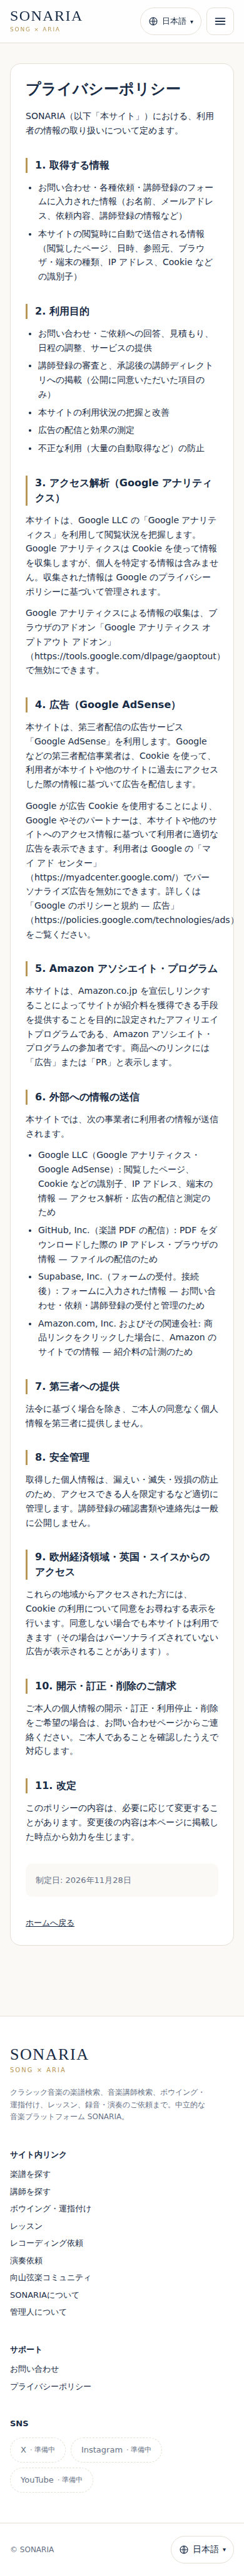 SONARIA
SONG × ARIA
日本語 ▾
プライバシーポリシー
SONARIA（以下「本サイト」）における、利用
者の情報の取り扱いについて定めます。
1. 取得する情報
• お問い合わせ・各種依頼・講師登録のフォー
ムに入力された情報（お名前、メールアドレ
ス、依頼内容、講師登録の情報など）
• 本サイトの閲覧時に自動で送信される情報
（閲覧したページ、日時、参照元、ブラウ
ザ・端末の種類、IP アドレス、Cookie など
の識別子）
2. 利用目的
• お問い合わせ・ご依頼への回答、見積もり、
日程の調整、サービスの提供
• 講師登録の審査と、承認後の講師ディレクト
リへの掲載（公開に同意いただいた項目の
み）
• 本サイトの利用状況の把握と改善
• 広告の配信と効果の測定
• 不正な利用（大量の自動取得など）の防止
3. アクセス解析（Google アナリティ
クス）
本サイトは、Google LLC の「Google アナリテ
ィクス」を利用して閲覧状況を把握します。
Google アナリティクスは Cookie を使って情報
を収集しますが、個人を特定する情報は含みませ
ん。収集された情報は Google のプライバシー
ポリシーに基づいて管理されます。
Google アナリティクスによる情報の収集は、ブ
ラウザのアドオン「Google アナリティクス オ
プトアウト アドオン」
（https://tools.google.com/dlpage/gaoptout）
で無効にできます。
4. 広告（Google AdSense）
本サイトは、第三者配信の広告サービス
「Google AdSense」を利用します。Google
などの第三者配信事業者は、Cookie を使って、
利用者が本サイトや他のサイトに過去にアクセス
した際の情報に基づいて広告を配信します。
Google が広告 Cookie を使用することにより、
Google やそのパートナーは、本サイトや他のサ
イトへのアクセス情報に基づいて利用者に適切な
広告を表示できます。利用者は Google の「マ
イ アド センター」
（https://myadcenter.google.com/）でパー
ソナライズ広告を無効にできます。詳しくは
「Google のポリシーと規約 — 広告」
（https://policies.google.com/technologies/ads）
をご覧ください。
5. Amazon アソシエイト・プログラム
本サイトは、Amazon.co.jp を宣伝しリンクす
ることによってサイトが紹介料を獲得できる手段
を提供することを目的に設定されたアフィリエイ
トプログラムである、Amazon アソシエイト・
プログラムの参加者です。商品へのリンクには
「広告」または「PR」と表示します。
6. 外部への情報の送信
本サイトでは、次の事業者に利用者の情報が送信
されます。
• Google LLC（Google アナリティクス・
Google AdSense）: 閲覧したページ、
Cookie などの識別子、IP アドレス、端末の
情報 — アクセス解析・広告の配信と測定の
ため
• GitHub, Inc.（楽譜 PDF の配信）: PDF をダ
ウンロードした際の IP アドレス・ブラウザの
情報 — ファイルの配信のため
• Supabase, Inc.（フォームの受付。接続
後）: フォームに入力された情報 — お問い合
わせ・依頼・講師登録の受付と管理のため
• Amazon.com, Inc. およびその関連会社: 商
品リンクをクリックした場合に、Amazon の
サイトでの情報 — 紹介料の計測のため
7. 第三者への提供
法令に基づく場合を除き、ご本人の同意なく個人
情報を第三者に提供しません。
8. 安全管理
取得した個人情報は、漏えい・滅失・毀損の防止
のため、アクセスできる人を限定するなど適切に
管理します。講師登録の確認書類や連絡先は一般
に公開しません。
9. 欧州経済領域・英国・スイスからの
アクセス
これらの地域からアクセスされた方には、
Cookie の利用について同意をお尋ねする表示を
行います。同意しない場合でも本サイトは利用で
きます（その場合はパーソナライズされていない
広告が表示されることがあります）。
10. 開示・訂正・削除のご請求
ご本人の個人情報の開示・訂正・利用停止・削除
をご希望の場合は、お問い合わせページからご連
絡ください。ご本人であることを確認したうえで
対応します。
11. 改定
このポリシーの内容は、必要に応じて変更するこ
とがあります。変更後の内容は本ページに掲載し
た時点から効力を生じます。
制定日: 2026年11月28日
ホームへ戻る
SONARIA
SONG × ARIA
クラシック音楽の楽譜検索、音楽講師検索、ボウイング・
運指付け、レッスン、録音・演奏のご依頼まで。中立的な
音楽プラットフォーム SONARIA。
サイト内リンク
楽譜を探す
講師を探す
ボウイング・運指付け
レッスン
レコーディング依頼
演奏依頼
向山弦楽コミュニティ
SONARIAについて
管理人について
サポート
お問い合わせ
プライバシーポリシー
SNS
X · 準備中
Instagram · 準備中
YouTube · 準備中
© SONARIA
日本語 ▾